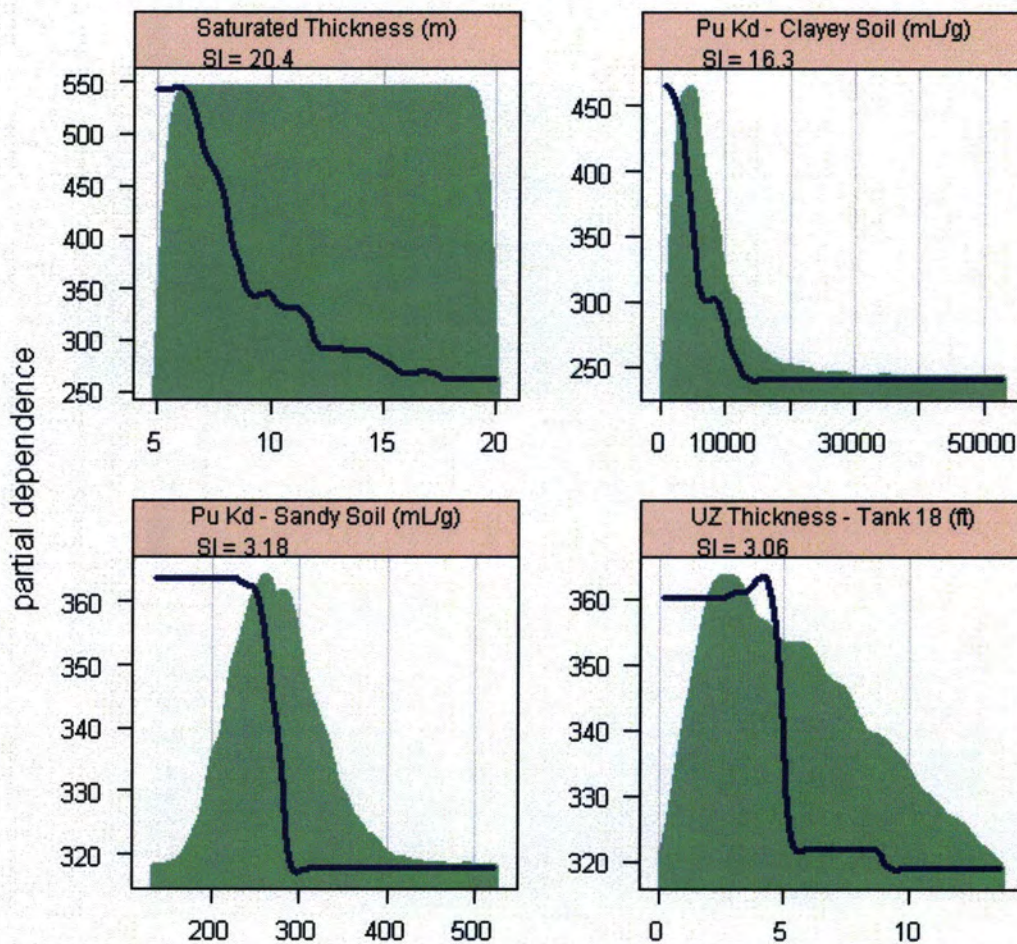 Saturated Thickness (m)
SI = 20.4
550
500
450
400
350
300
250
5 10 15 20
Pu Kd - Clayey Soil (mL/g)
SI = 16.3
450
400
350
300
250
0 10000 30000 50000
partial dependence
Pu Kd - Sandy Soil (mL/g)
SI = 3.18
360
350
340
330
320
200 300 400 500
UZ Thickness - Tank 18 (ft)
SI = 3.06
360
350
340
330
320
0 5 10